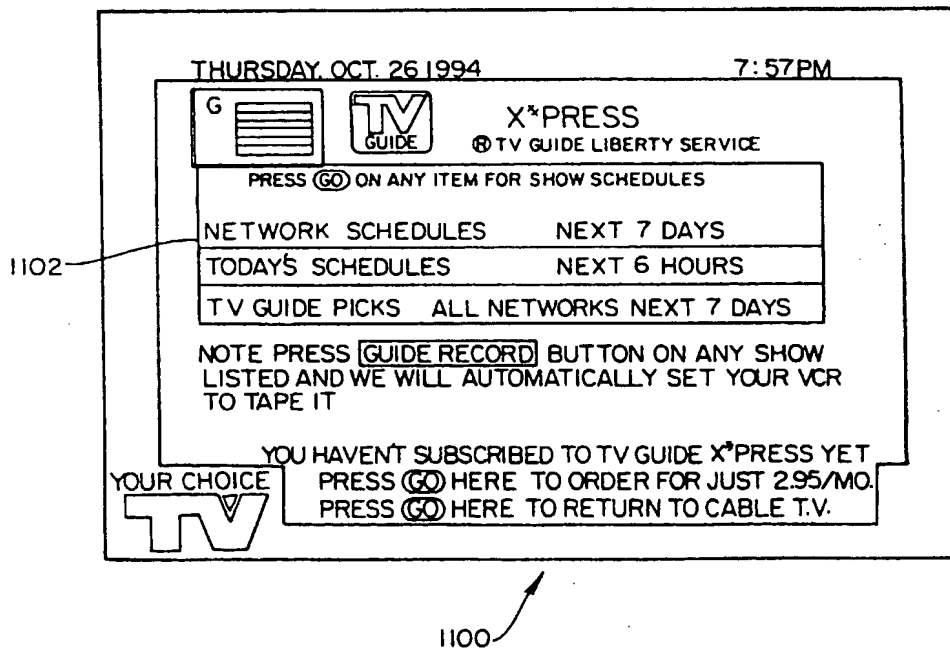 THURSDAY. OCT. 26 1994 7:57PM
G
TV GUIDE
X*PRESS
® TV GUIDE LIBERTY SERVICE
PRESS GO ON ANY ITEM FOR SHOW SCHEDULES
NETWORK SCHEDULES NEXT 7 DAYS
1102
TODAY'S SCHEDULES NEXT 6 HOURS
TV GUIDE PICKS ALL NETWORKS NEXT 7 DAYS
NOTE PRESS GUIDE RECORD BUTTON ON ANY SHOW
LISTED AND WE WILL AUTOMATICALLY SET YOUR VCR
TO TAPE IT
YOU HAVEN'T SUBSCRIBED TO TV GUIDE X*PRESS YET
YOUR CHOICE
TV
PRESS GO HERE TO ORDER FOR JUST 2.95/MO.
PRESS GO HERE TO RETURN TO CABLE T.V.
1100